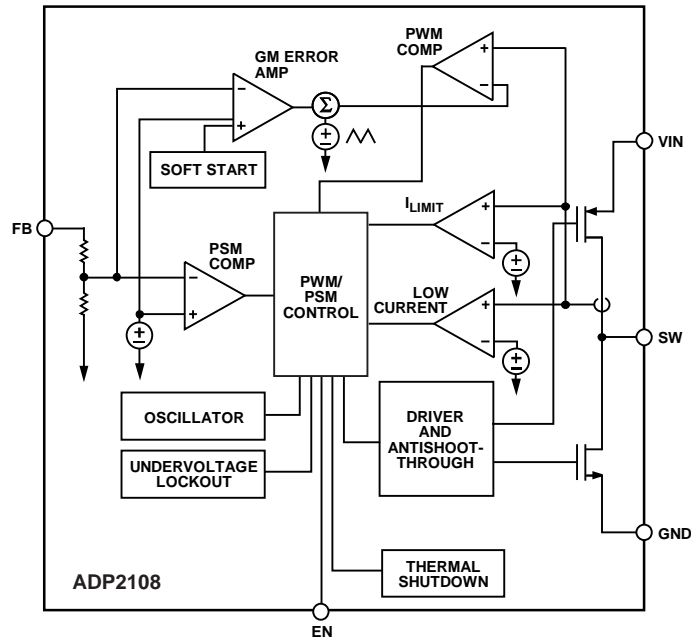 PWM
COMP
GM ERROR
AMP
Σ
SOFT START
VIN
FB
I_LIMIT
PSM
COMP
PWM/
PSM
CONTROL
LOW
CURRENT
SW
OSCILLATOR
DRIVER
AND
ANTISHOOT-
THROUGH
UNDERVOLTAGE
LOCKOUT
GND
THERMAL
SHUTDOWN
ADP2108
EN